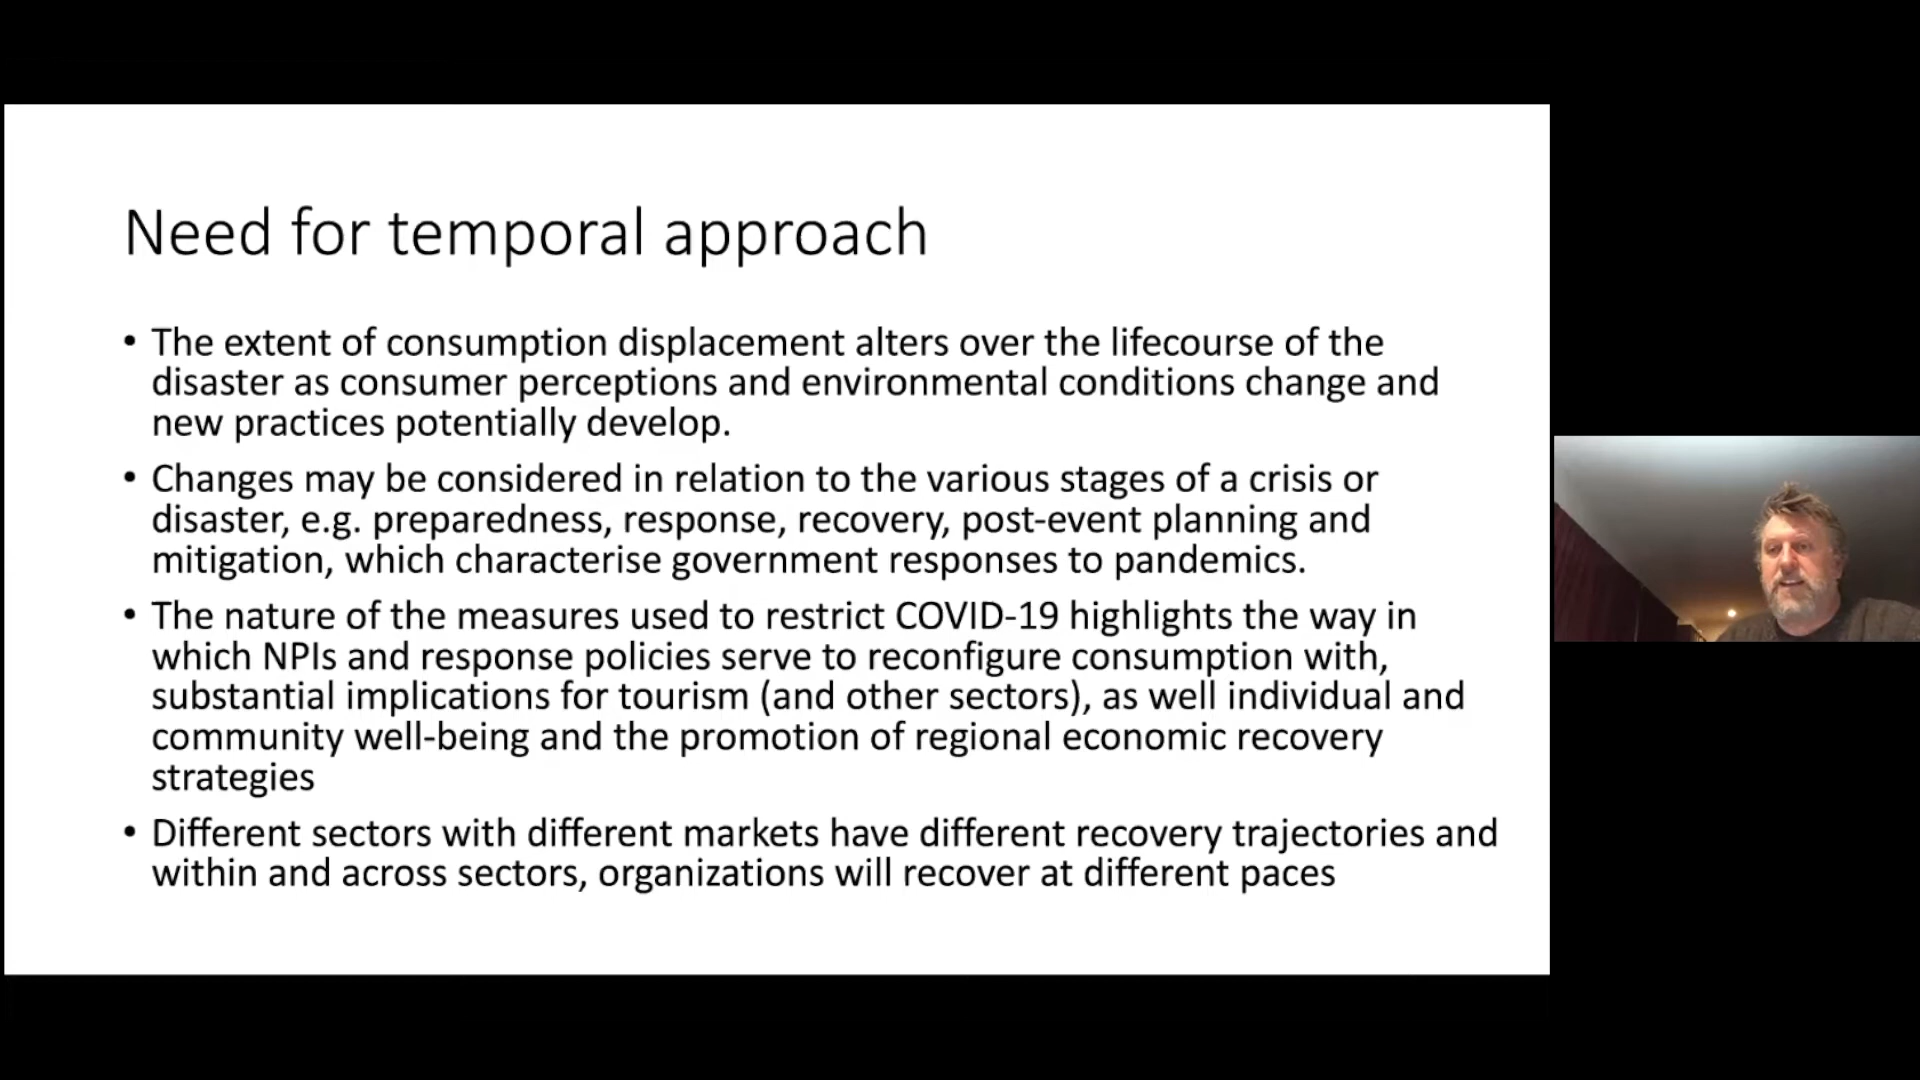 Need for temporal approach
• The extent of consumption displacement alters over the lifecourse of the
disaster as consumer perceptions and environmental conditions change and
new practices potentially develop.
• Changes may be considered in relation to the various stages of a crisis or
disaster, e.g. preparedness, response, recovery, post-event planning and
mitigation, which characterise government responses to pandemics.
• The nature of the measures used to restrict COVID-19 highlights the way in
which NPIs and response policies serve to reconfigure consumption with,
substantial implications for tourism (and other sectors), as well individual and
community well-being and the promotion of regional economic recovery
strategies
• Different sectors with different markets have different recovery trajectories and
within and across sectors, organizations will recover at different paces